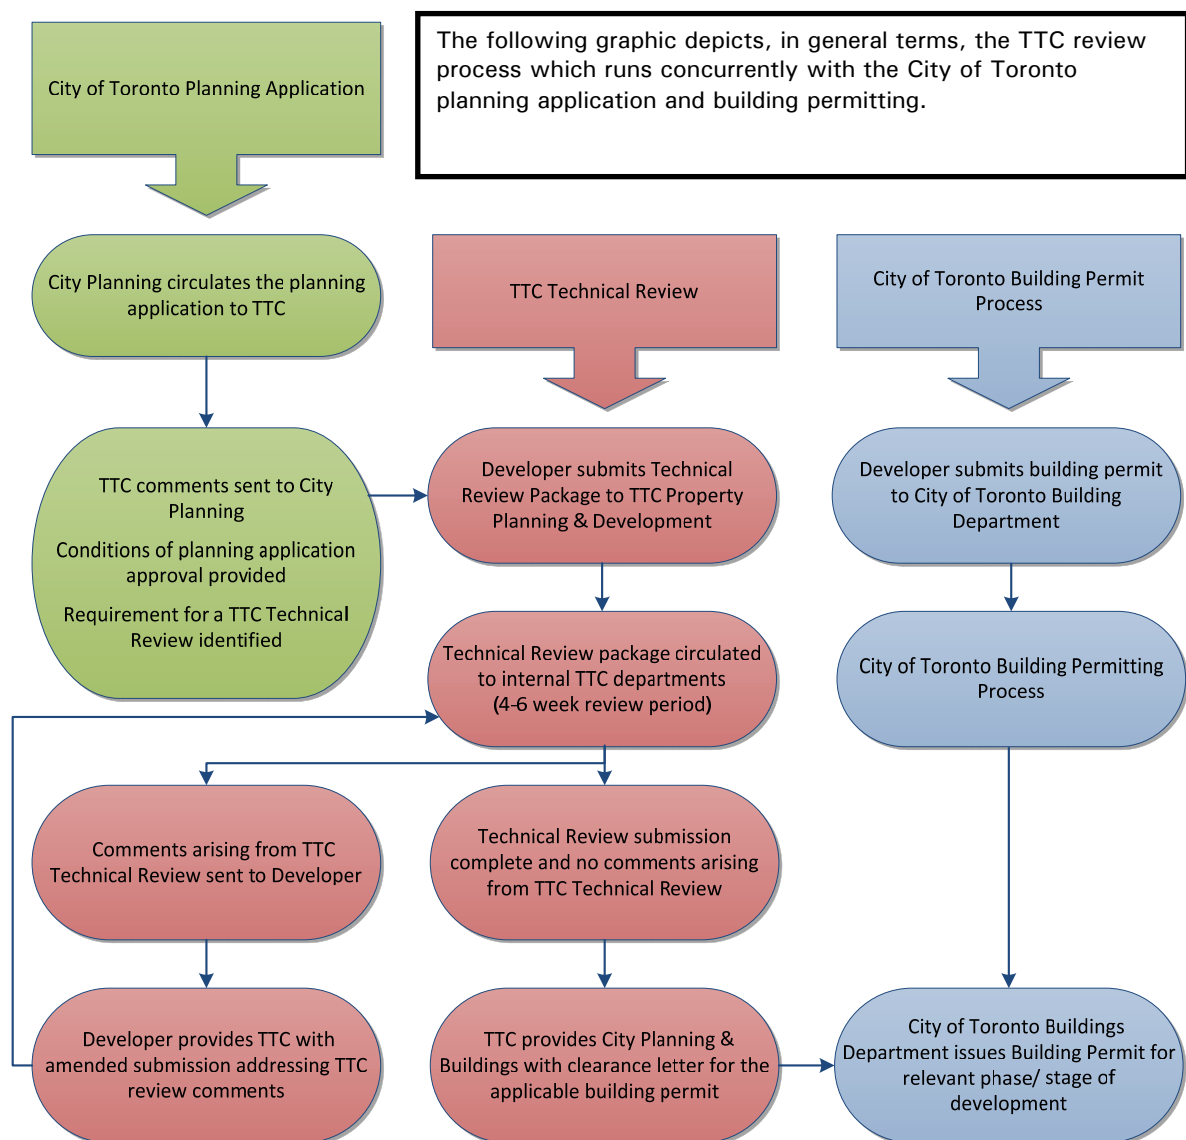 City of Toronto Planning Application
The following graphic depicts, in general terms, the TTC review
process which runs concurrently with the City of Toronto
planning application and building permitting.
City Planning circulates the planning
application to TTC
TTC Technical Review
City of Toronto Building Permit
Process
TTC comments sent to City
Planning
Conditions of planning application
approval provided
Requirement for a TTC Technical
Review identified
Developer submits Technical
Review Package to TTC Property
Planning & Development
Developer submits building permit
to City of Toronto Building
Department
Technical Review package circulated
to internal TTC departments
(4-6 week review period)
City of Toronto Building Permitting
Process
Comments arising from TTC
Technical Review sent to Developer
Technical Review submission
complete and no comments arising
from TTC Technical Review
Developer provides TTC with
amended submission addressing TTC
review comments
TTC provides City Planning &
Buildings with clearance letter for the
applicable building permit
City of Toronto Buildings
Department issues Building Permit for
relevant phase/ stage of
development